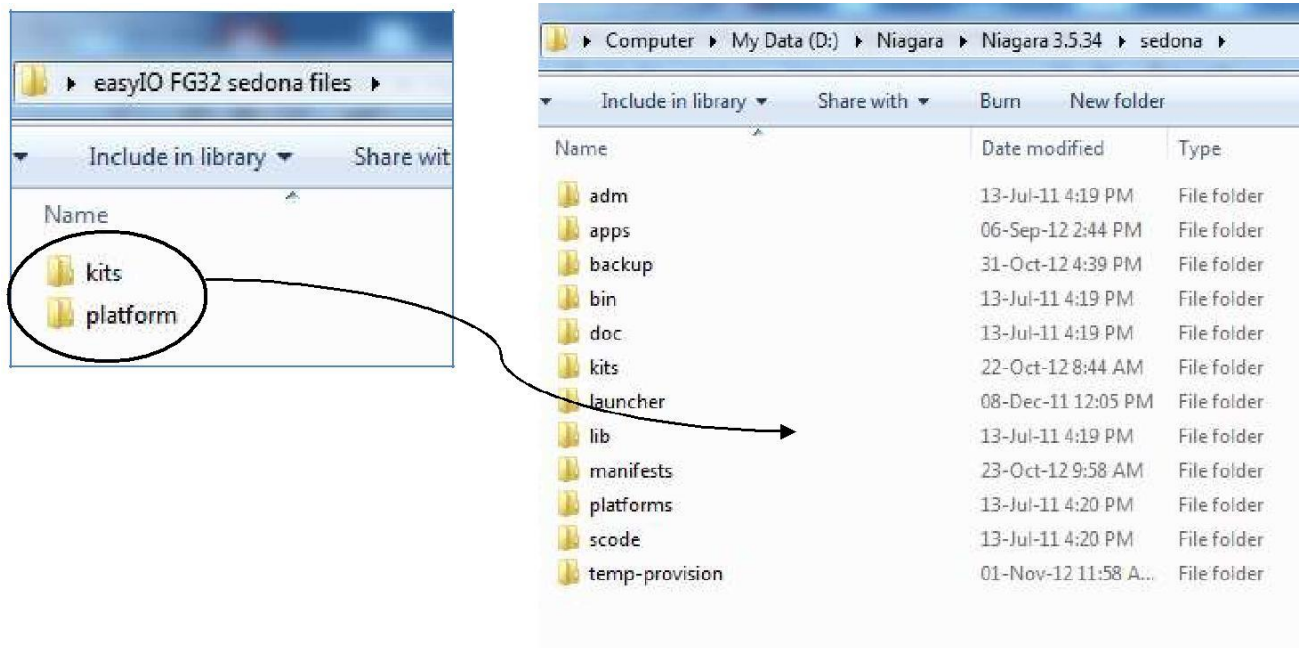 easyIO FG32 sedona files
Include in library Share wit
Name
kits
platform
Computer My Data (D:) Niagara Niagara 3.5.34 sedona
Include in library Share with Burn New folder
Name Date modified Type
adm 13-Jul-11 4:19 PM File folder
apps 06-Sep-12 2:44 PM File folder
backup 31-Oct-12 4:39 PM File folder
bin 13-Jul-11 4:19 PM File folder
doc 13-Jul-11 4:19 PM File folder
kits 22-Oct-12 8:44 AM File folder
launcher 08-Dec-11 12:05 PM File folder
lib 13-Jul-11 4:19 PM File folder
manifests 23-Oct-12 9:58 AM File folder
platforms 13-Jul-11 4:20 PM File folder
scode 13-Jul-11 4:20 PM File folder
temp-provision 01-Nov-12 11:58 A... File folder